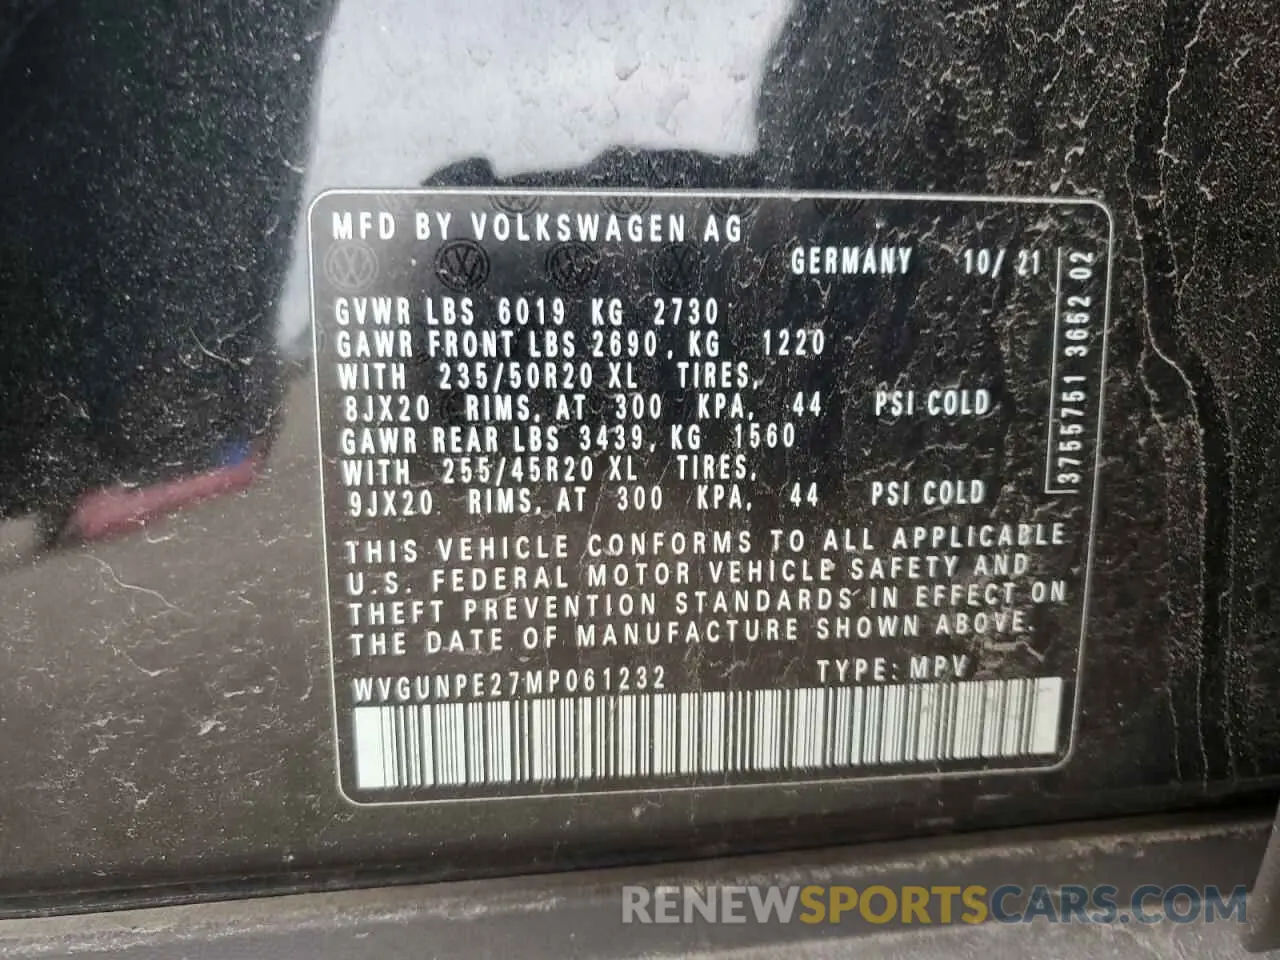 MFD BY VOLKSWAGEN AG
GERMANY 10/ 21
GVWR LBS 6019 KG 2730
GAWR FRONT LBS 2690, KG 1220
WITH 235/50R20 XL TIRES,
8JX20 RIMS, AT 300 KPA, 44 PSI COLD
GAWR REAR LBS 3439, KG 1560
WITH 255/45R20 XL TIRES,
9JX20 RIMS, AT 300 KPA, 44 PSI COLD
THIS VEHICLE CONFORMS TO ALL APPLICABLE
U.S. FEDERAL MOTOR VEHICLE SAFETY AND
THEFT PREVENTION STANDARDS IN EFFECT ON
THE DATE OF MANUFACTURE SHOWN ABOVE.
WVGUNPE27MP061232 TYPE: MPV
3755751 3652 02
RENEWSPORTSCARS.COM